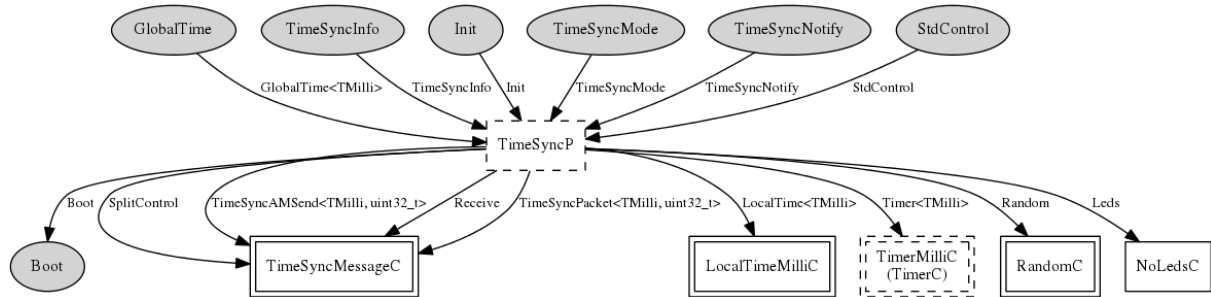 GlobalTime
TimeSyncInfo
Init
TimeSyncMode
TimeSyncNotify
StdControl
GlobalTime<TMilli>
TimeSyncInfo
Init
TimeSyncMode
TimeSyncNotify
StdControl
TimeSyncP
Boot
SplitControl
TimeSyncAMSend<TMilli, uint32_t>
Receive
TimeSyncPacket<TMilli, uint32_t>
LocalTime<TMilli>
Timer<TMilli>
Random
Leds
Boot
TimeSyncMessageC
LocalTimeMilliC
TimerMilliC
(TimerC)
RandomC
NoLedsC